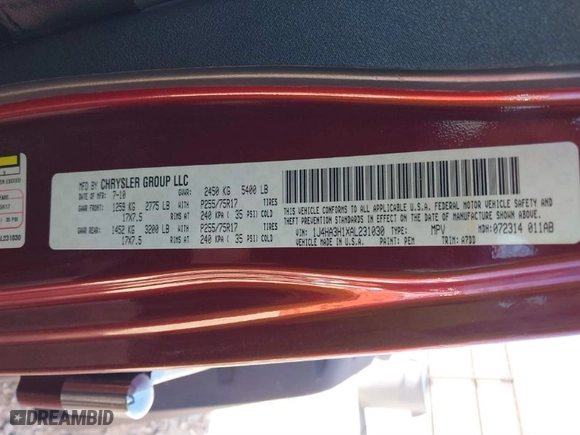 MFD BY CHRYSLER GROUP LLC
DATE OF MFR: 7-10 GVWR: 2450 KG 5400 LB
GAWR FRONT: 1259 KG 2775 LB WITH P255/75R17 TIRES
17X7.5 RIMS AT 240 KPA / 35 PSI COLD
GAWR REAR: 1452 KG 3200 LB WITH P255/75R17 TIRES
17X7.5 RIMS AT 240 KPA / 35 PSI COLD
THIS VEHICLE CONFORMS TO ALL APPLICABLE U.S.A. FEDERAL MOTOR VEHICLE SAFETY AND
THEFT PREVENTION STANDARDS IN EFFECT ON THE DATE OF MANUFACTURE SHOWN ABOVE.
VIN: 1J4HA3H1XAL231030 TYPE: MPV MDH: 072314 011AB
VEHICLE MADE IN U.S.A. PAINT: PEM TRIM: ATDD
L231030
DREAMBID